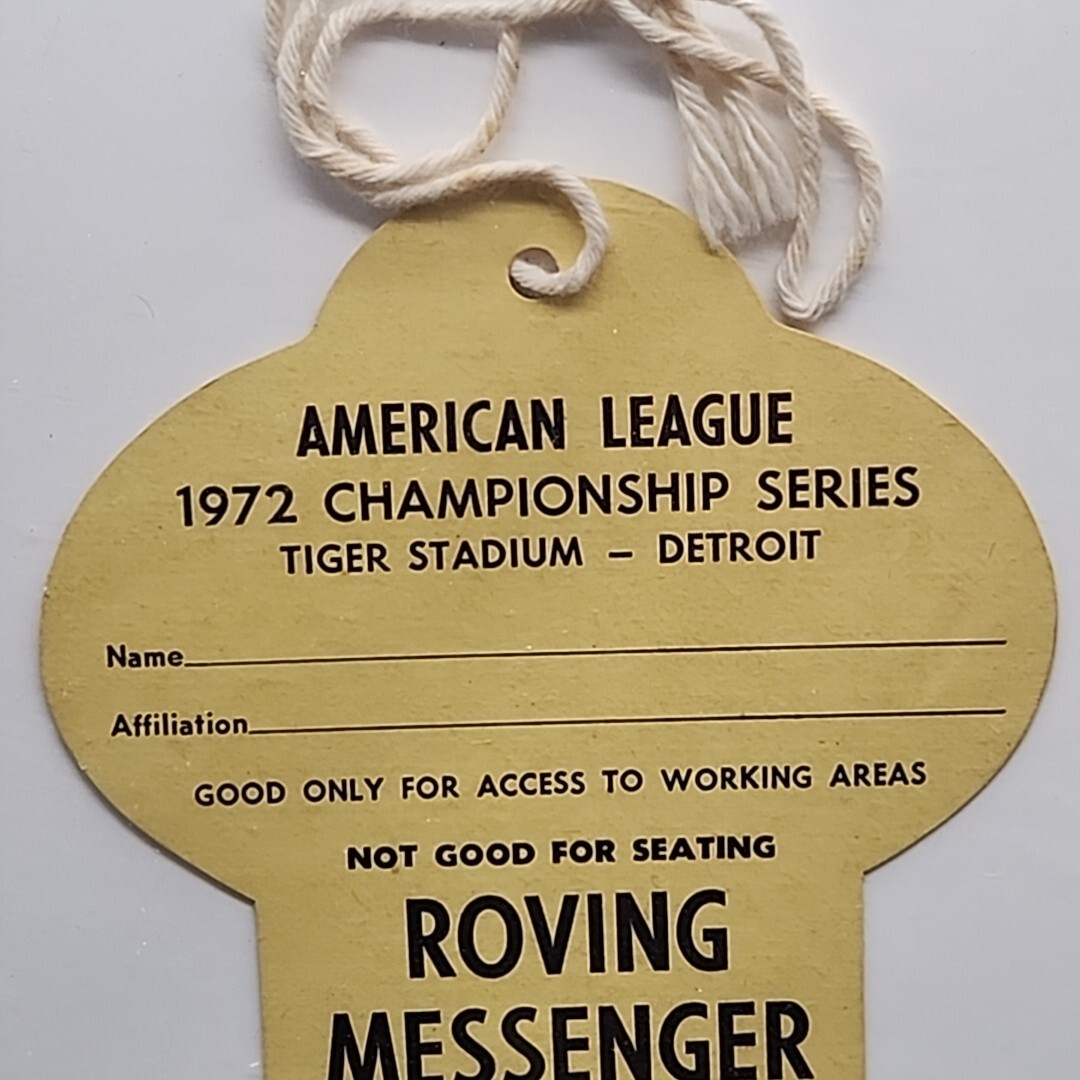 AMERICAN LEAGUE
1972 CHAMPIONSHIP SERIES
TIGER STADIUM – DETROIT
Name
Affiliation
GOOD ONLY FOR ACCESS TO WORKING AREAS
NOT GOOD FOR SEATING
ROVING
MESSENGER